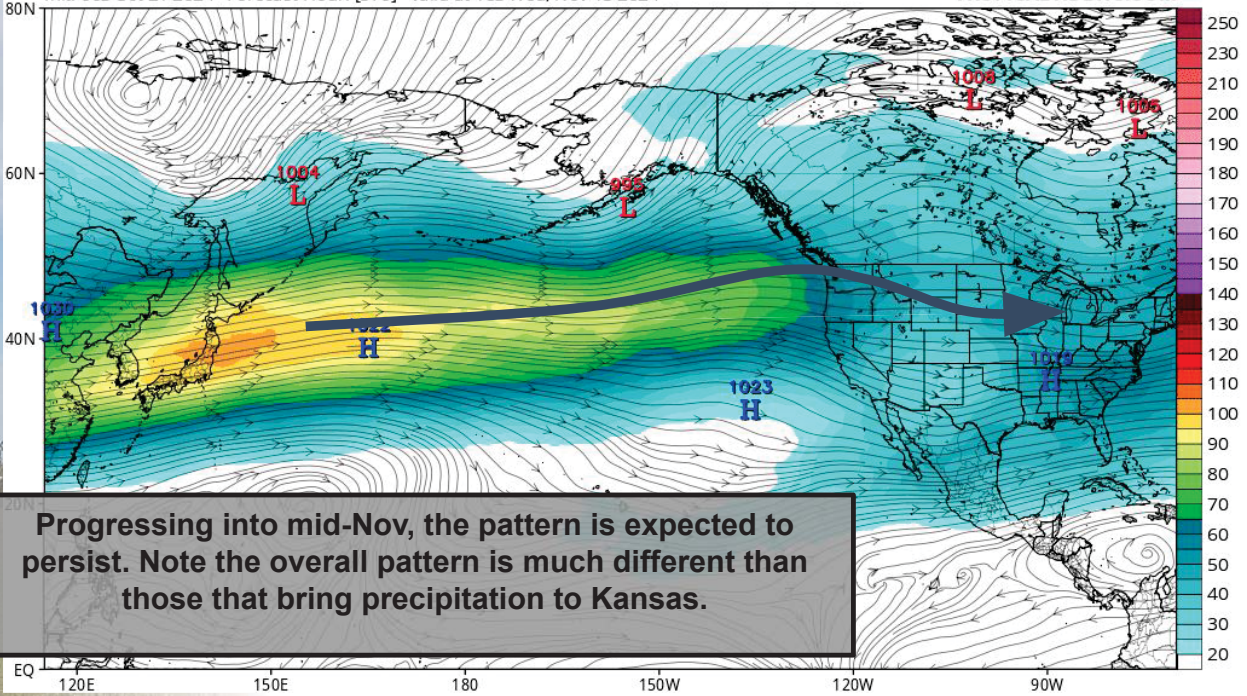 80N
250
230
1008
L
210
1006
L
200
190
60N
1004
L
995
L
180
170
160
150
1030
H
140
130
40N
H
1019
H
120
1023
H
110
100
90
80
20N
70
Progressing into mid-Nov, the pattern is expected to
persist. Note the overall pattern is much different than
those that bring precipitation to Kansas.
60
50
40
30
20
EQ
120E 150E 180 150W 120W 90W